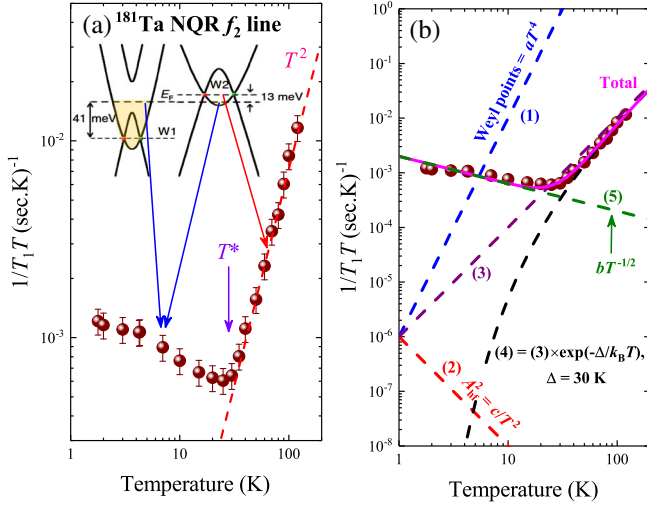 (a) ¹⁸¹Ta NQR f₂ line
T²
W2
E_F
13 meV
41 meV
W1
T*
10⁻²
10⁻³
1/T₁T (sec.K)⁻¹
1
10
100
Temperature (K)
(b)
10⁰
10⁻¹
10⁻²
10⁻³
10⁻⁴
10⁻⁵
10⁻⁶
10⁻⁷
10⁻⁸
1/T₁T (sec.K)⁻¹
Weyl points = aT⁴
(1)
Total
(5)
bT⁻¹/²
(3)
(4) = (3)×exp(-Δ/k_BT),
Δ = 30 K
(2)
A²_hf = c/T²
1
10
100
Temperature (K)